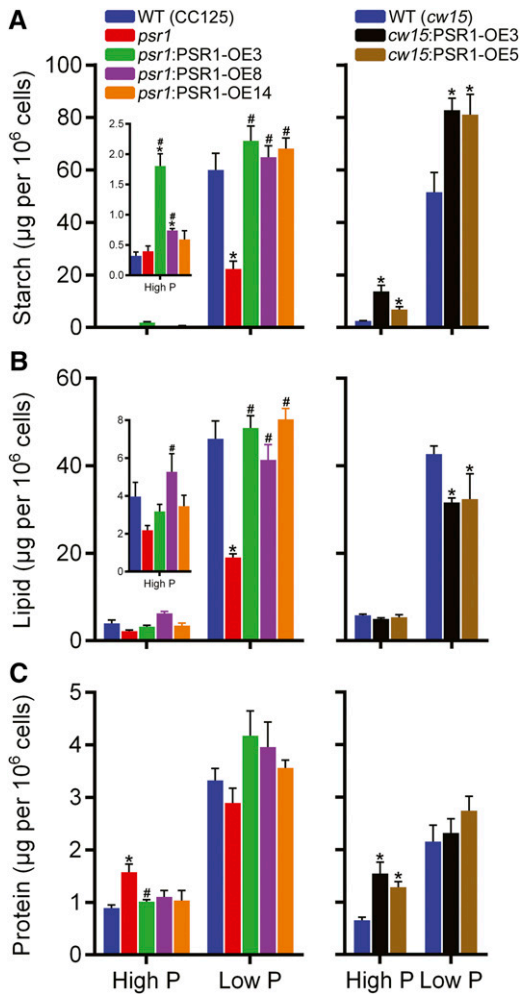 A
WT (CC125)
psr1
psr1:PSR1-OE3
psr1:PSR1-OE8
psr1:PSR1-OE14
WT (cw15)
cw15:PSR1-OE3
cw15:PSR1-OE5
Starch (µg per 10⁶ cells)
100
80
60
40
20
0
2.5
2.0
1.5
1.0
0.5
0.0
High P
# * # * # * # # * * * *
B
Lipid (µg per 10⁶ cells)
60
40
20
0
8
6
4
2
0
High P
# * # # # * *
C
Protein (µg per 10⁶ cells)
5
4
3
2
1
0
* # * *
High P Low P High P Low P